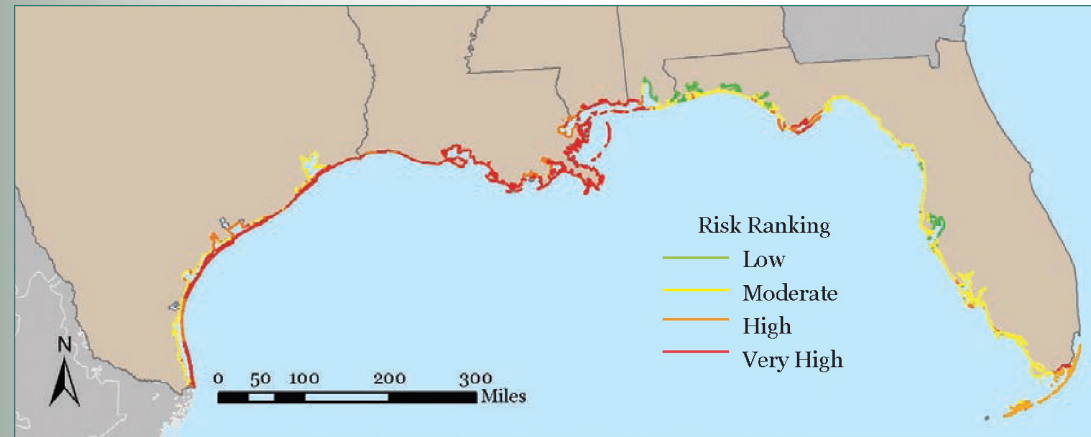 Risk Ranking
Low
Moderate
High
Very High
N
0 50 100 200 300
Miles